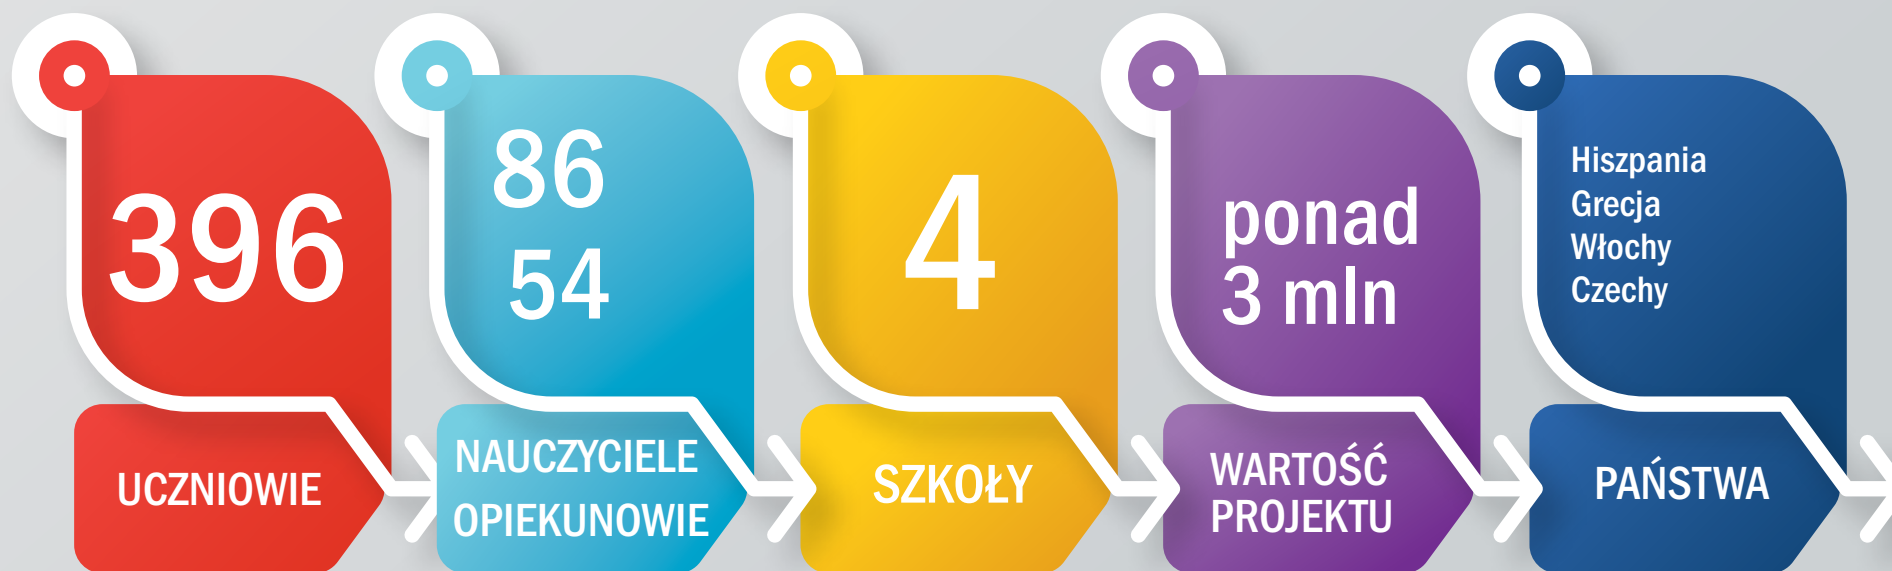 396
UCZNIOWIE
86
54
NAUCZYCIELE
OPIEKUNOWIE
4
SZKOŁY
ponad
3 mln
WARTOŚĆ
PROJEKTU
Hiszpania
Grecja
Włochy
Czechy
PAŃSTWA